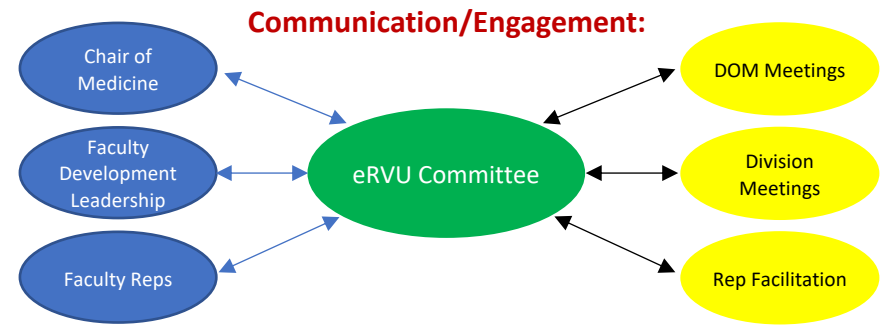 Communication/Engagement:
Chair of
Medicine
Faculty
Development
Leadership
Faculty Reps
eRVU Committee
DOM Meetings
Division
Meetings
Rep Facilitation